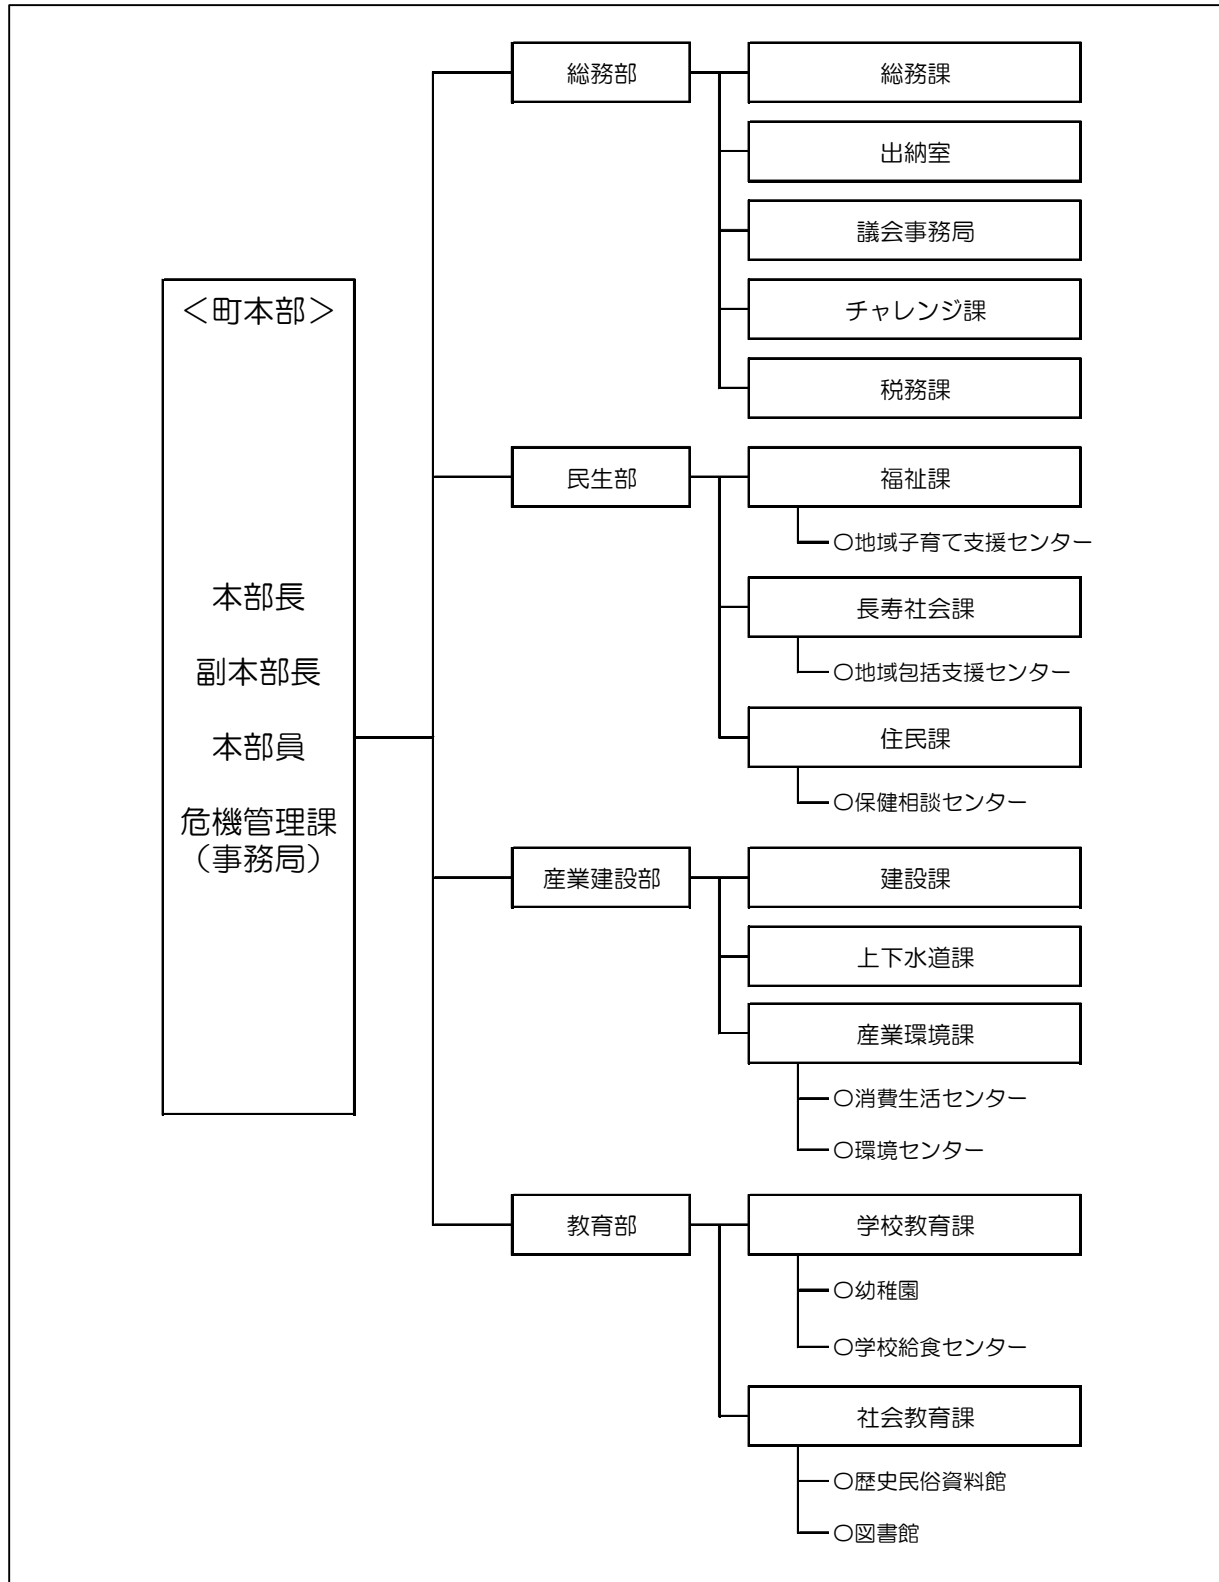 ＜町本部＞
本部長
副本部長
本部員
危機管理課
（事務局）
総務部
総務課
出納室
議会事務局
チャレンジ課
税務課
民生部
福祉課
○地域子育て支援センター
長寿社会課
○地域包括支援センター
住民課
○保健相談センター
産業建設部
建設課
上下水道課
産業環境課
○消費生活センター
○環境センター
教育部
学校教育課
○幼稚園
○学校給食センター
社会教育課
○歴史民俗資料館
○図書館